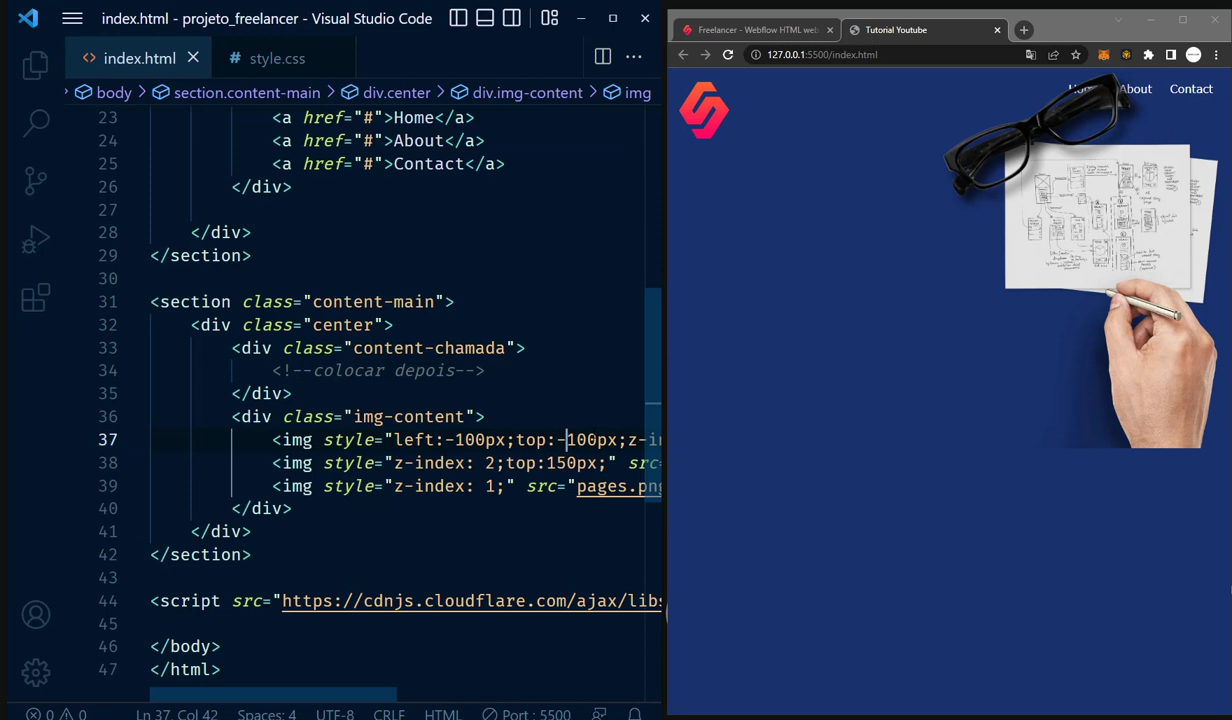 index.html - projeto_freelancer - Visual Studio Code
index.html
style.css
body > section.content-main > div.center > div.img-content > img
23 <a href="#">Home</a>
24 <a href="#">About</a>
25 <a href="#">Contact</a>
26 </div>
27
28 </div>
29 </section>
30
31 <section class="content-main">
32 <div class="center">
33 <div class="content-chamada">
34 <!--colocar depois-->
35 </div>
36 <div class="img-content">
37 <img style="left:-100px;top:-100px;z-in
38 <img style="z-index: 2;top:150px;" src
39 <img style="z-index: 1;" src="pages.png
40 </div>
41 </div>
42 </section>
43
44 <script src="https://cdnjs.cloudflare.com/ajax/libs
45
46 </body>
47 </html>
0 0 Ln 37, Col 42 Spaces: 4 UTF-8 CRLF HTML Port : 5500
Freelancer - Webflow HTML web
Tutorial Youtube
127.0.0.1:5500/index.html
About Contact